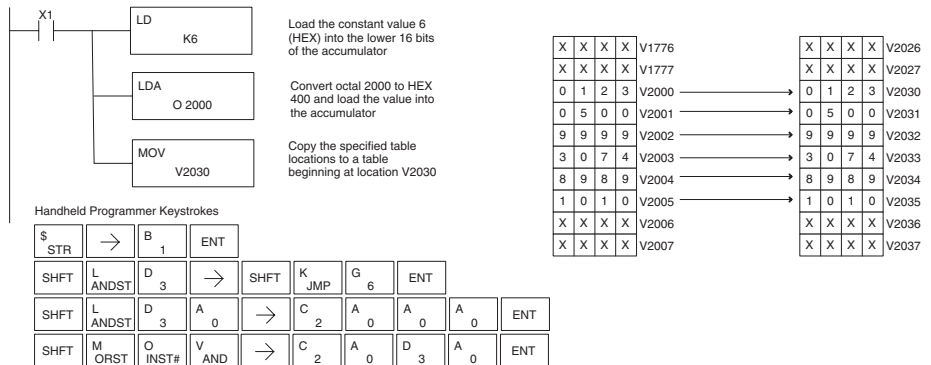 X1
LD
K6
Load the constant value 6
(HEX) into the lower 16 bits
of the accumulator
LDA
O 2000
Convert octal 2000 to HEX
400 and load the value into
the accumulator
MOV
V2030
Copy the specified table
locations to a table
beginning at location V2030
X X X X V1776
X X X X V1777
0 1 2 3 V2000
0 5 0 0 V2001
9 9 9 9 V2002
3 0 7 4 V2003
8 9 8 9 V2004
1 0 1 0 V2005
X X X X V2006
X X X X V2007
X X X X V2026
X X X X V2027
0 1 2 3 V2030
0 5 0 0 V2031
9 9 9 9 V2032
3 0 7 4 V2033
8 9 8 9 V2034
1 0 1 0 V2035
X X X X V2036
X X X X V2037
Handheld Programmer Keystrokes
$ STR → B 1 ENT
SHFT L ANDST D 3 → SHFT K JMP G 6 ENT
SHFT L ANDST D 3 A 0 → C 2 A 0 A 0 A 0 ENT
SHFT M ORST O INST# V AND → C 2 A 0 D 3 A 0 ENT